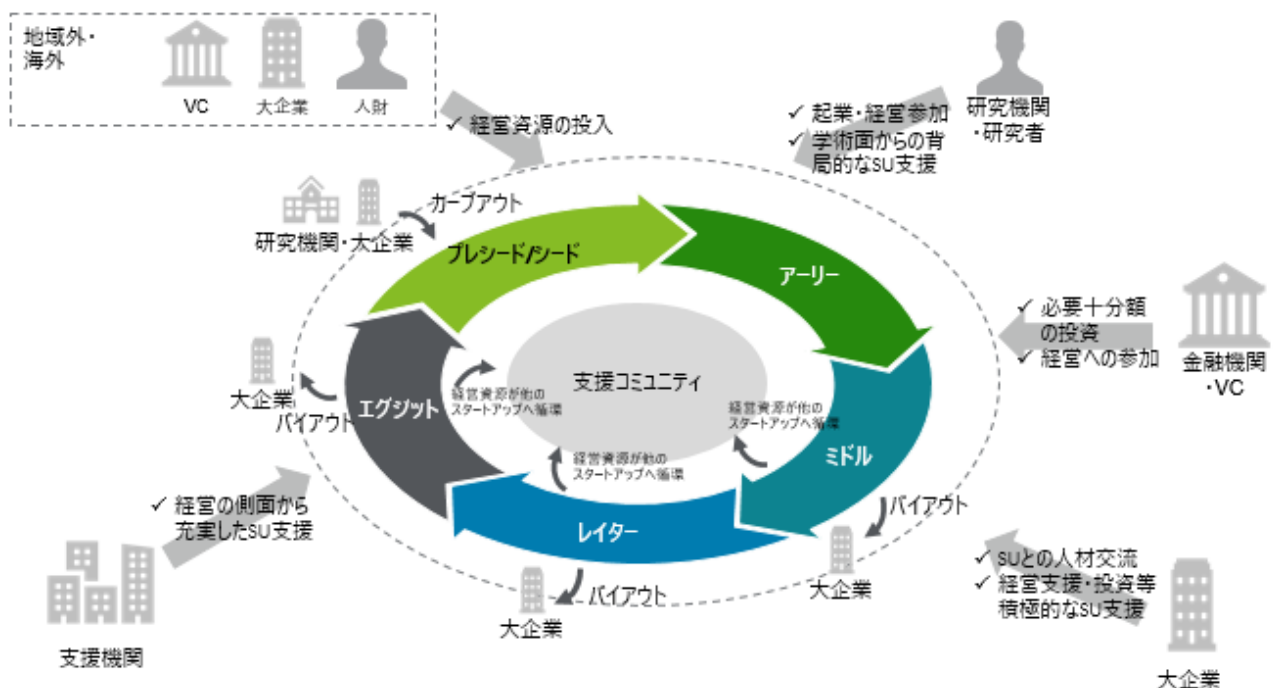 地域外・
海外
VC
大企業
人財
✓ 経営資源の投入
✓ 起業・経営参加
✓ 学術面からの背
局的なSU支援
研究機関
・研究者
カーブアウト
研究機関・大企業
プレシード/シード
アーリー
✓ 必要十分額
の投資
✓ 経営への参加
金融機関
・VC
支援コミュニティ
大企業
バイアウト
エグジット
経営資源が他の
スタートアップへ循環
経営資源が他の
スタートアップへ循環
ミドル
経営資源が他の
スタートアップへ循環
✓ 経営の側面から
充実したSU支援
レイター
バイアウト
大企業
バイアウト
大企業
✓ SUとの人材交流
✓ 経営支援・投資等
積極的なSU支援
支援機関
大企業